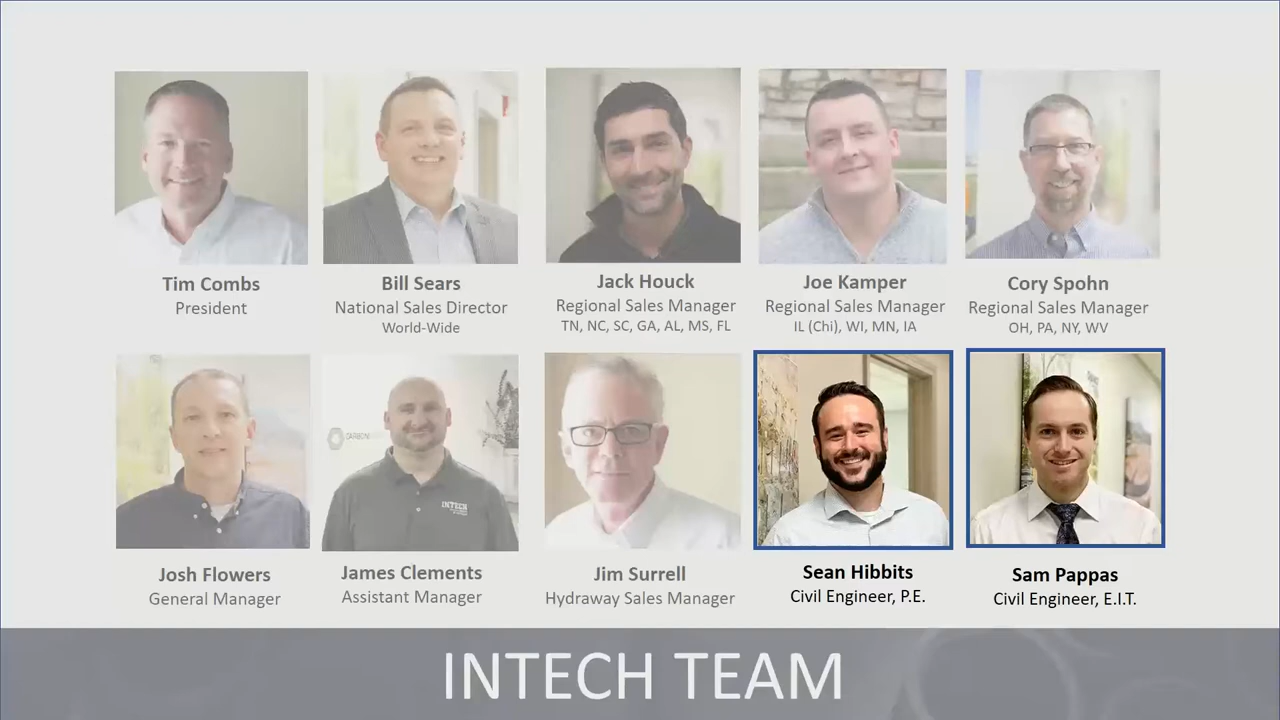 Tim Combs
President
Bill Sears
National Sales Director
World-Wide
Jack Houck
Regional Sales Manager
TN, NC, SC, GA, AL, MS, FL
Joe Kamper
Regional Sales Manager
IL (Chi), WI, MN, IA
Cory Spohn
Regional Sales Manager
OH, PA, NY, WV
CARBON
INTECH
Josh Flowers
General Manager
James Clements
Assistant Manager
Jim Surrell
Hydraway Sales Manager
Sean Hibbits
Civil Engineer, P.E.
Sam Pappas
Civil Engineer, E.I.T.
INTECH TEAM